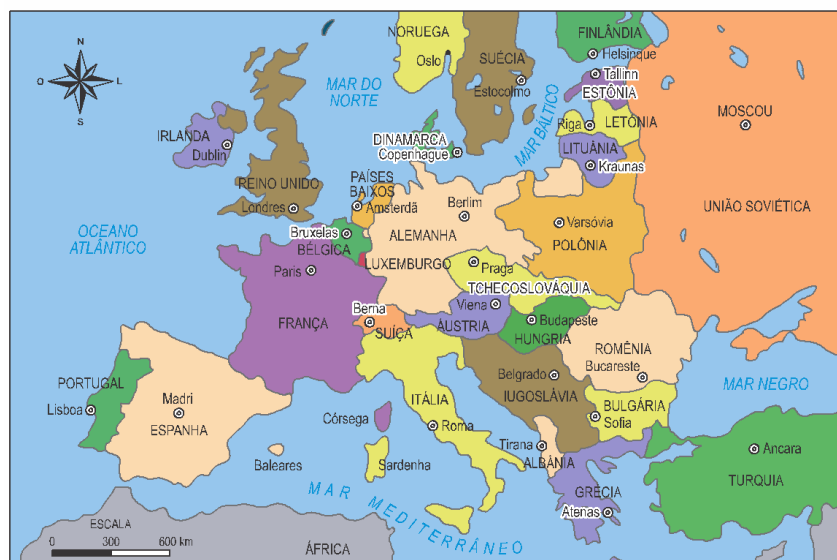 N
O
L
S
NORUEGA
Oslo
SUÉCIA
Estocolmo
FINLÂNDIA
Helsinque
Tallinn
ESTÔNIA
MAR DO
NORTE
MAR BÁLTICO
Riga
LETÔNIA
MOSCOU
IRLANDA
Dublin
DINAMARCA
Copenhague
LITUÂNIA
Kraunas
REINO UNIDO
Londres
PAÍSES
BAIXOS
Amsterdã
Berlim
ALEMANHA
Varsóvia
POLÔNIA
UNIÃO SOVIÉTICA
OCEANO
ATLÂNTICO
Bruxelas
BÉLGICA
LUXEMBURGO
Paris
Praga
TCHECOSLOVÁQUIA
FRANÇA
Berna
SUÍÇA
Viena
ÁUSTRIA
Budapeste
HUNGRIA
ROMÊNIA
Bucareste
Belgrado
IUGOSLÁVIA
MAR NEGRO
PORTUGAL
Lisboa
Madri
ESPANHA
Córsega
ITÁLIA
Roma
BULGÁRIA
Sofia
Tirana
ALBÂNIA
Ancara
TURQUIA
Baleares
Sardenha
GRÉCIA
Atenas
MAR MEDITERRÂNEO
ESCALA
0 300 600 km
ÁFRICA